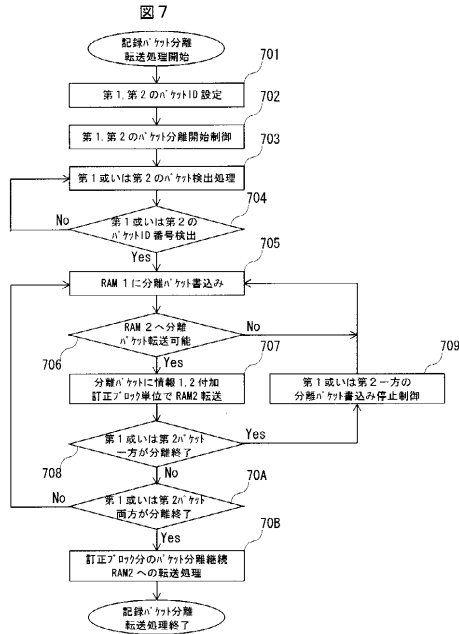 図7
記録パケット分離
転送処理開始
701
第1, 第2のパケットID設定
702
第1, 第2のパケット分離開始制御
703
第1或いは第2のパケット検出処理
704
第1或いは第2の
パケットID番号検出
No
Yes
705
RAM 1に分離パケット書込み
RAM 2へ分離
パケット転送可能
No
706
Yes
707
分離パケットに情報1, 2付加
訂正ブロック単位でRAM2転送
709
第1或いは第2一方の
分離パケット書込み停止制御
第1或いは第2パケット
一方が分離終了
Yes
708
No
70A
第1或いは第2パケット
両方が分離終了
No
Yes
70B
訂正ブロック分のパケット分離継続
RAM2への転送処理
記録パケット分離
転送処理終了